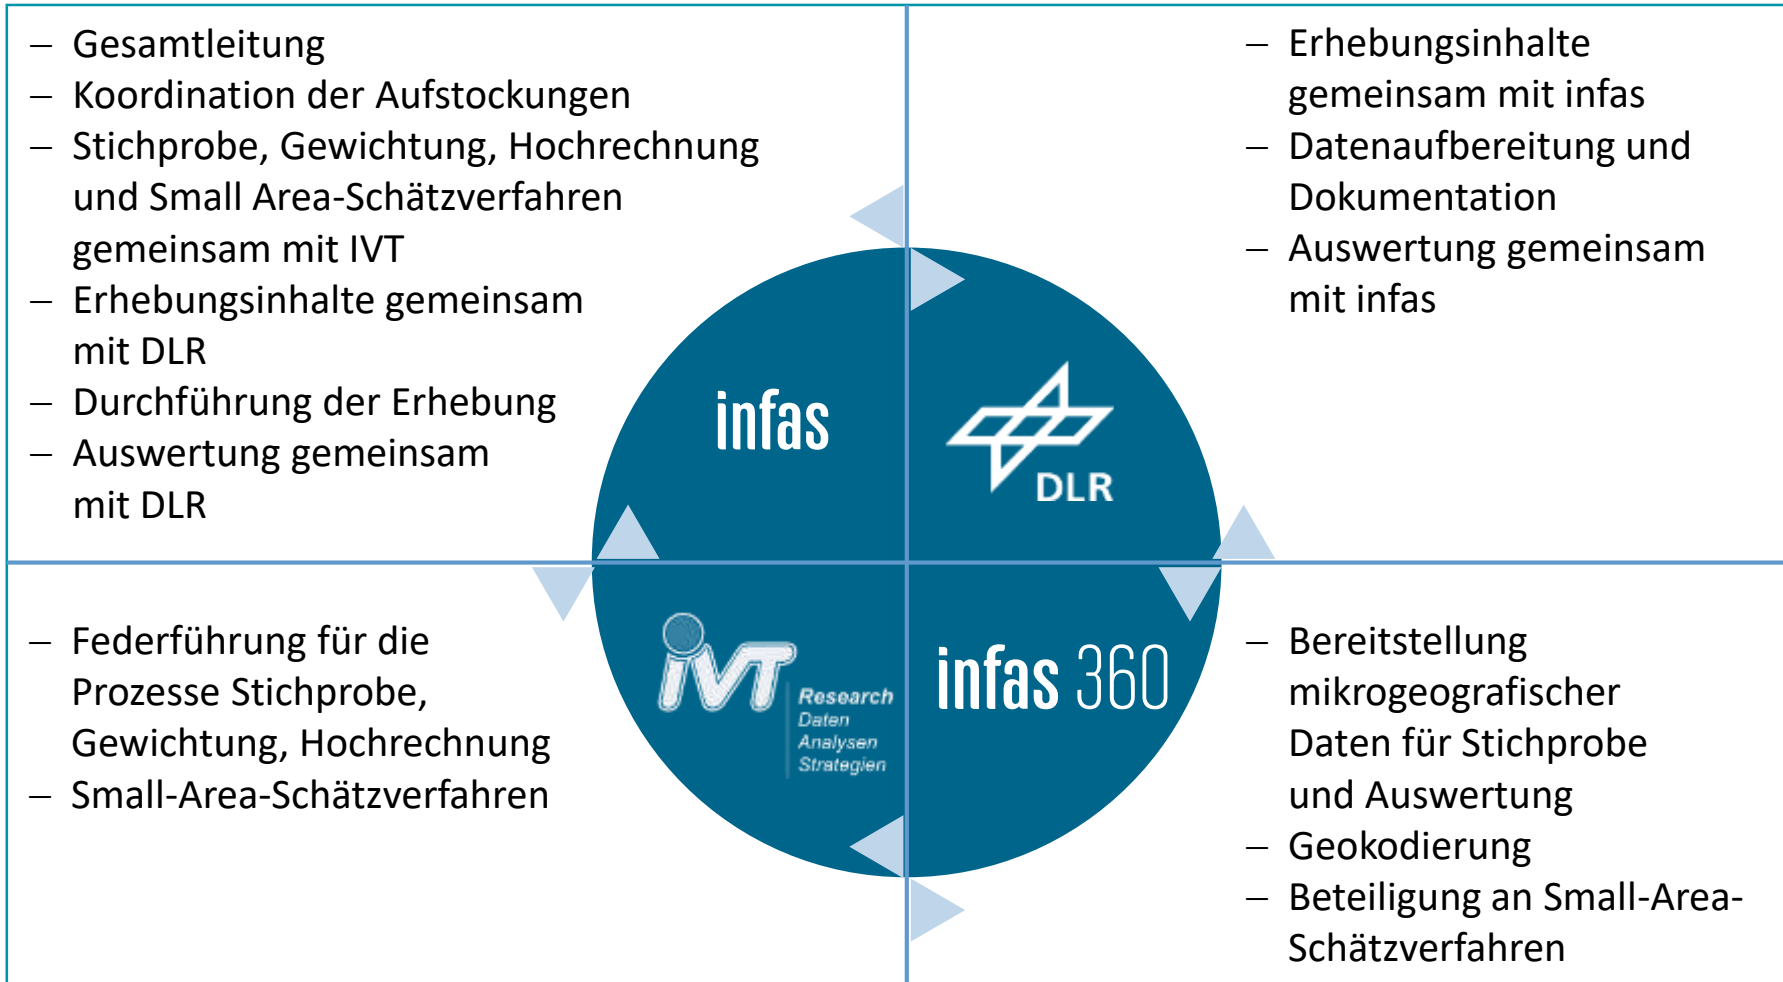 – Gesamtleitung
– Koordination der Aufstockungen
– Stichprobe, Gewichtung, Hochrechnung
und Small Area-Schätzverfahren
gemeinsam mit IVT
– Erhebungsinhalte gemeinsam
mit DLR
– Durchführung der Erhebung
– Auswertung gemeinsam
mit DLR
– Erhebungsinhalte
gemeinsam mit infas
– Datenaufbereitung und
Dokumentation
– Auswertung gemeinsam
mit infas
infas
DLR
– Federführung für die
Prozesse Stichprobe,
Gewichtung, Hochrechnung
– Small-Area-Schätzverfahren
iVT
Research
Daten
Analysen
Strategien
infas 360
– Bereitstellung
mikrogeografischer
Daten für Stichprobe
und Auswertung
– Geokodierung
– Beteiligung an Small-Area-
Schätzverfahren